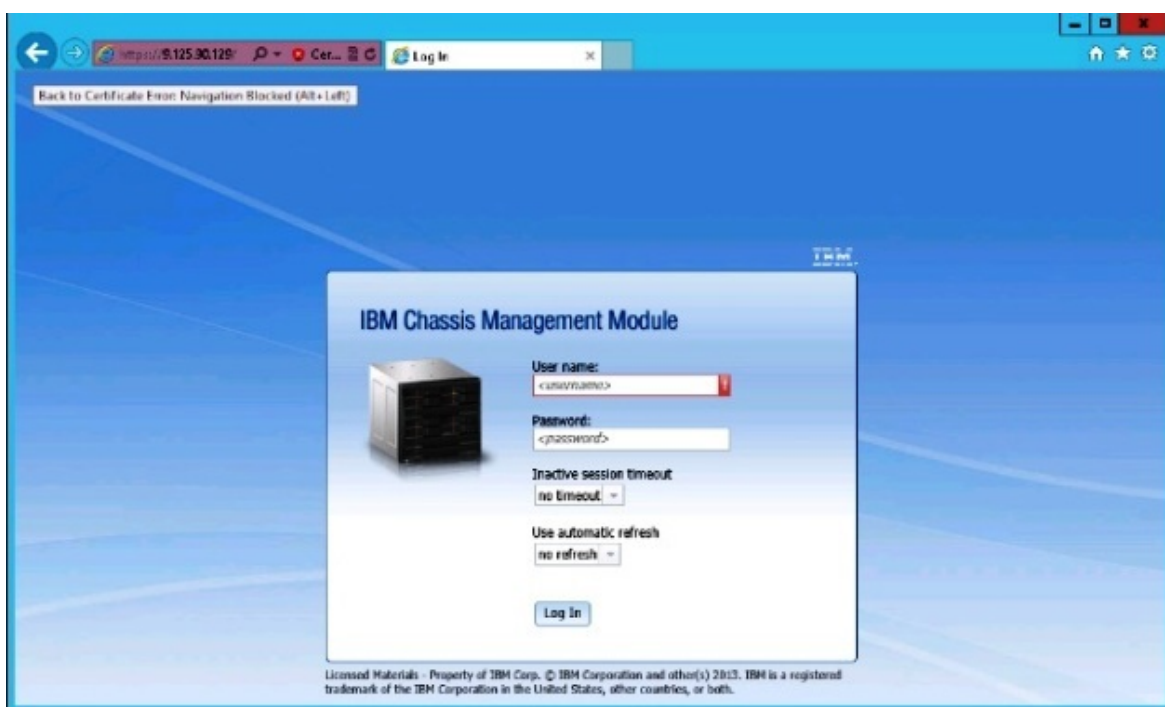 https://9.125.90.129/
Cer...
Log In
Back to Certificate Error: Navigation Blocked (Alt+Left)
IBM
IBM Chassis Management Module
User name:
<username>
Password:
<password>
Inactive session timeout
no timeout
Use automatic refresh
no refresh
Log In
Licensed Materials - Property of IBM Corp. © IBM Corporation and other(s) 2013. IBM is a registered
trademark of the IBM Corporation in the United States, other countries, or both.